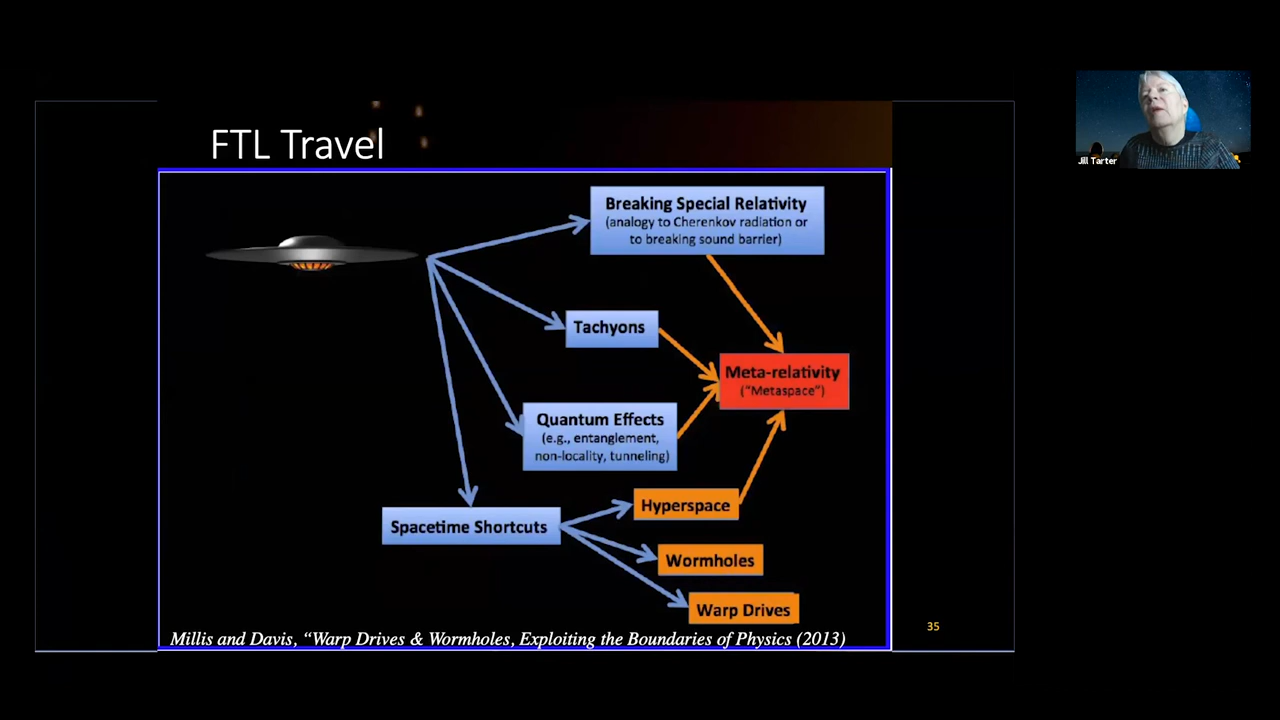 FTL Travel
Jill Tarter
Breaking Special Relativity
(analogy to Cherenkov radiation or
to breaking sound barrier)
Tachyons
Meta-relativity
("Metaspace")
Quantum Effects
(e.g., entanglement,
non-locality, tunneling)
Hyperspace
Spacetime Shortcuts
Wormholes
Warp Drives
Millis and Davis, "Warp Drives & Wormholes, Exploiting the Boundaries of Physics (2013)
35